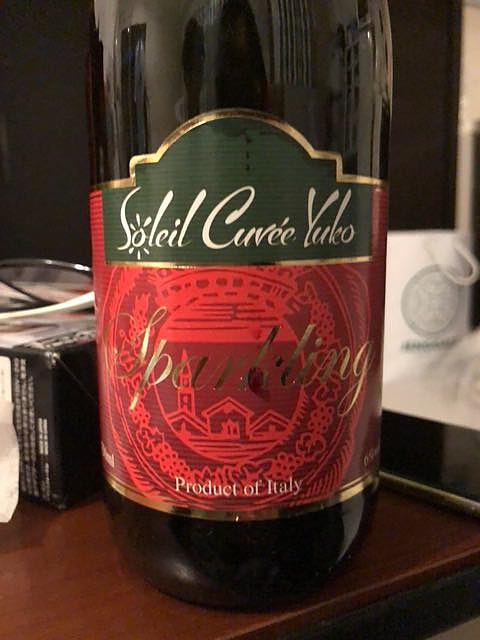 Soleil Cuvée Yuko
Sparkling
Product of Italy